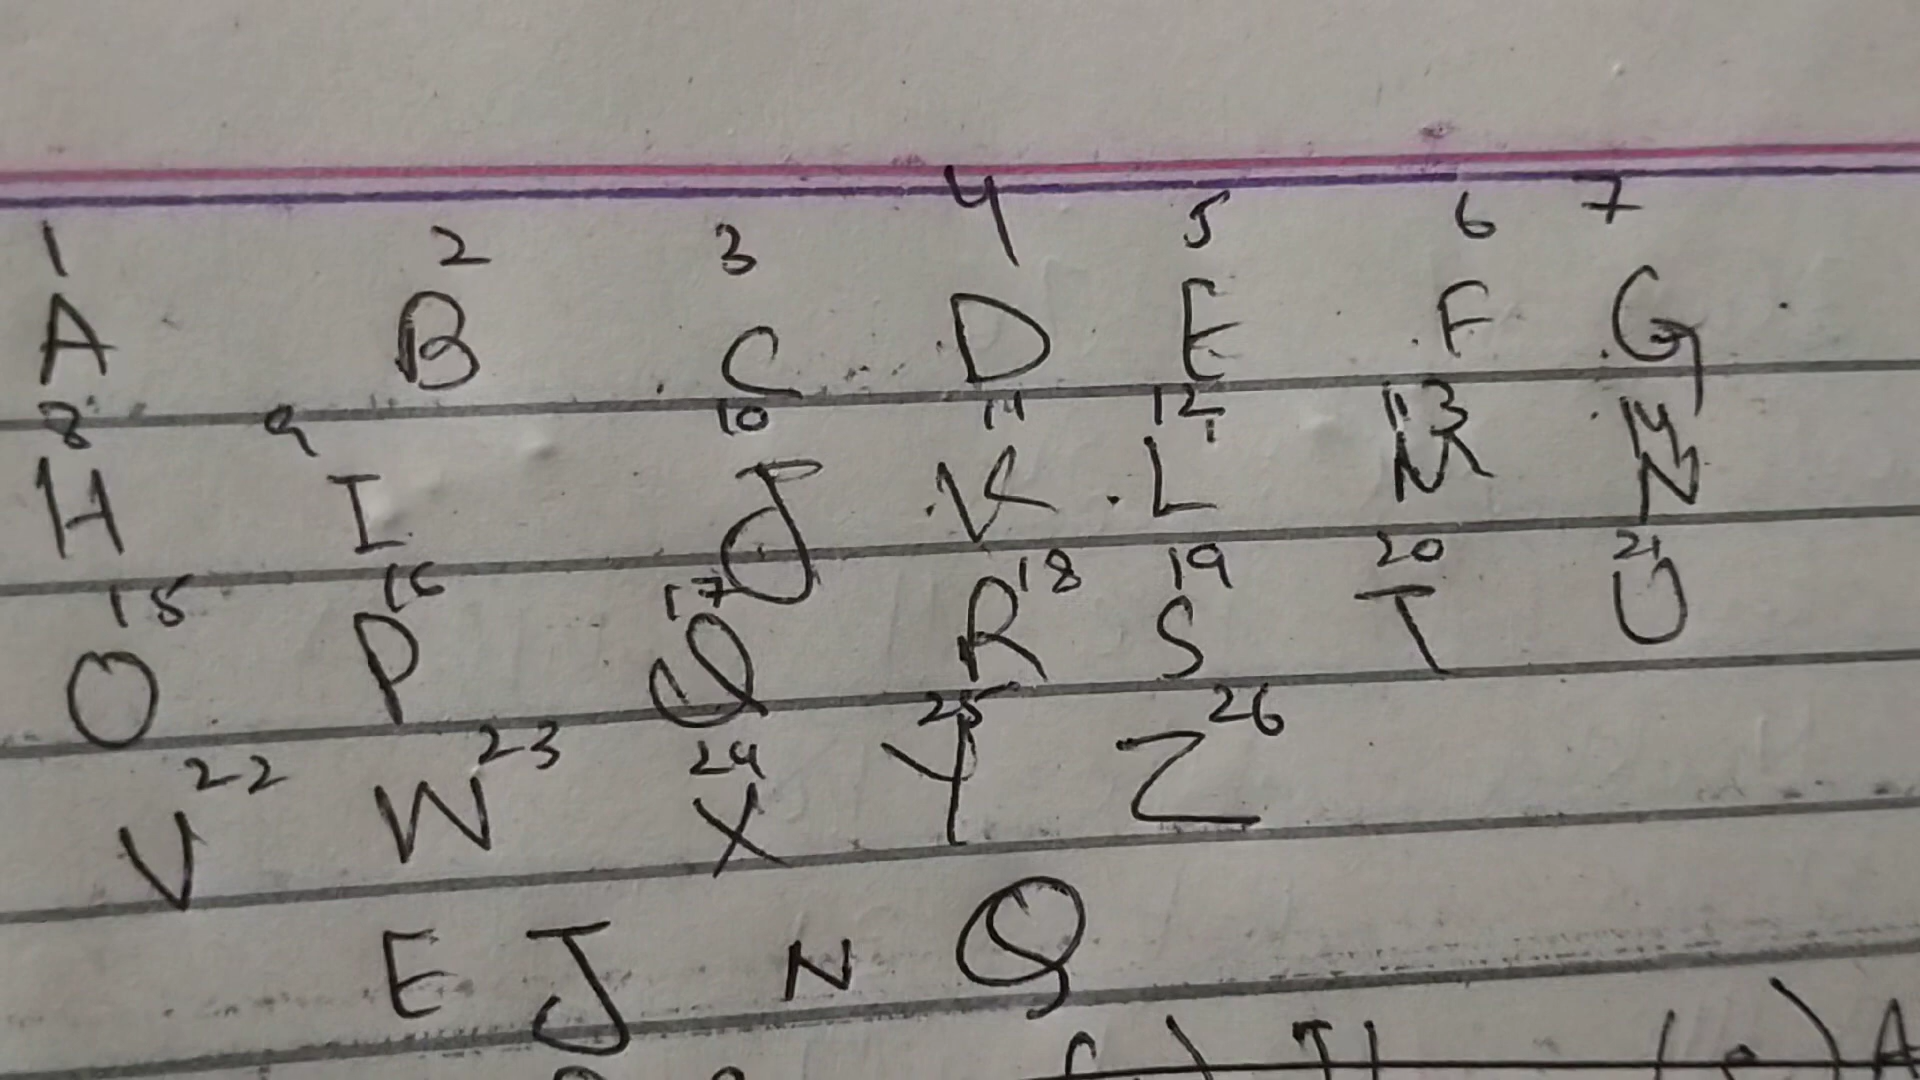 1 2 3 4 5 6 7
A B C D E F G
8 9 10 11 12 13 14
H I J K L M N
15 16 17 18 19 20 21
O P Q R S T U
22 23 24 25 26
V W X Y Z
E J N Q